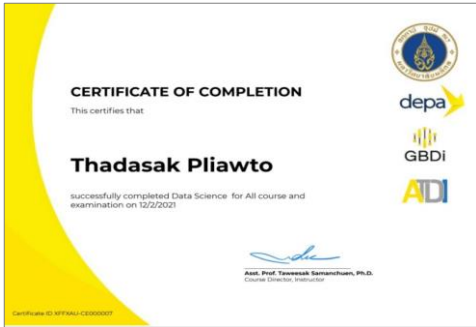 CERTIFICATE OF COMPLETION
This certifies that
Thadasak Pliawto
successfully completed Data Science for All course and
examination on 12/2/2021
Asst. Prof. Taweesak Samanchuen, Ph.D.
Course Director, Instructor
depa
GBDi
ATDI